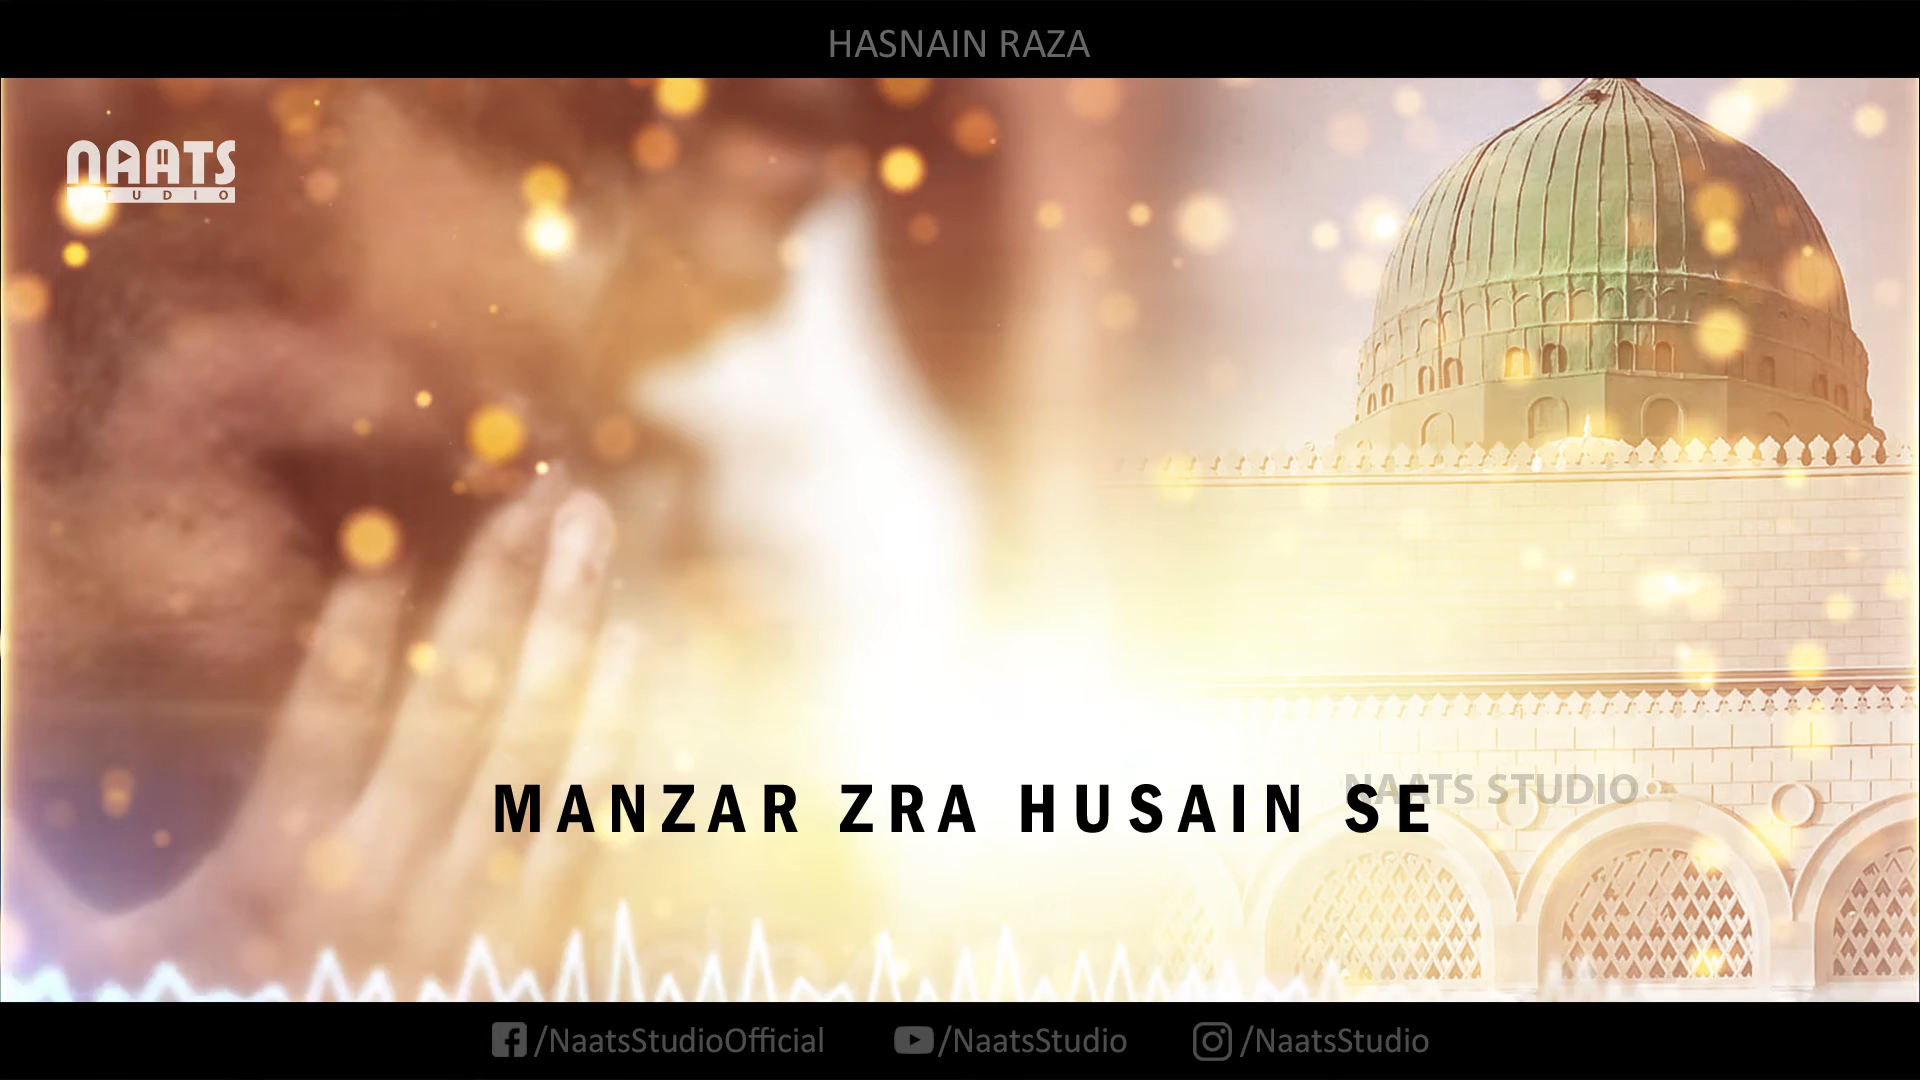 HASNAIN RAZA
NAATS
STUDIO
MANZAR ZRA HUSAIN SE
NAATS STUDIO
/NaatsStudioOfficial /NaatsStudio /NaatsStudio